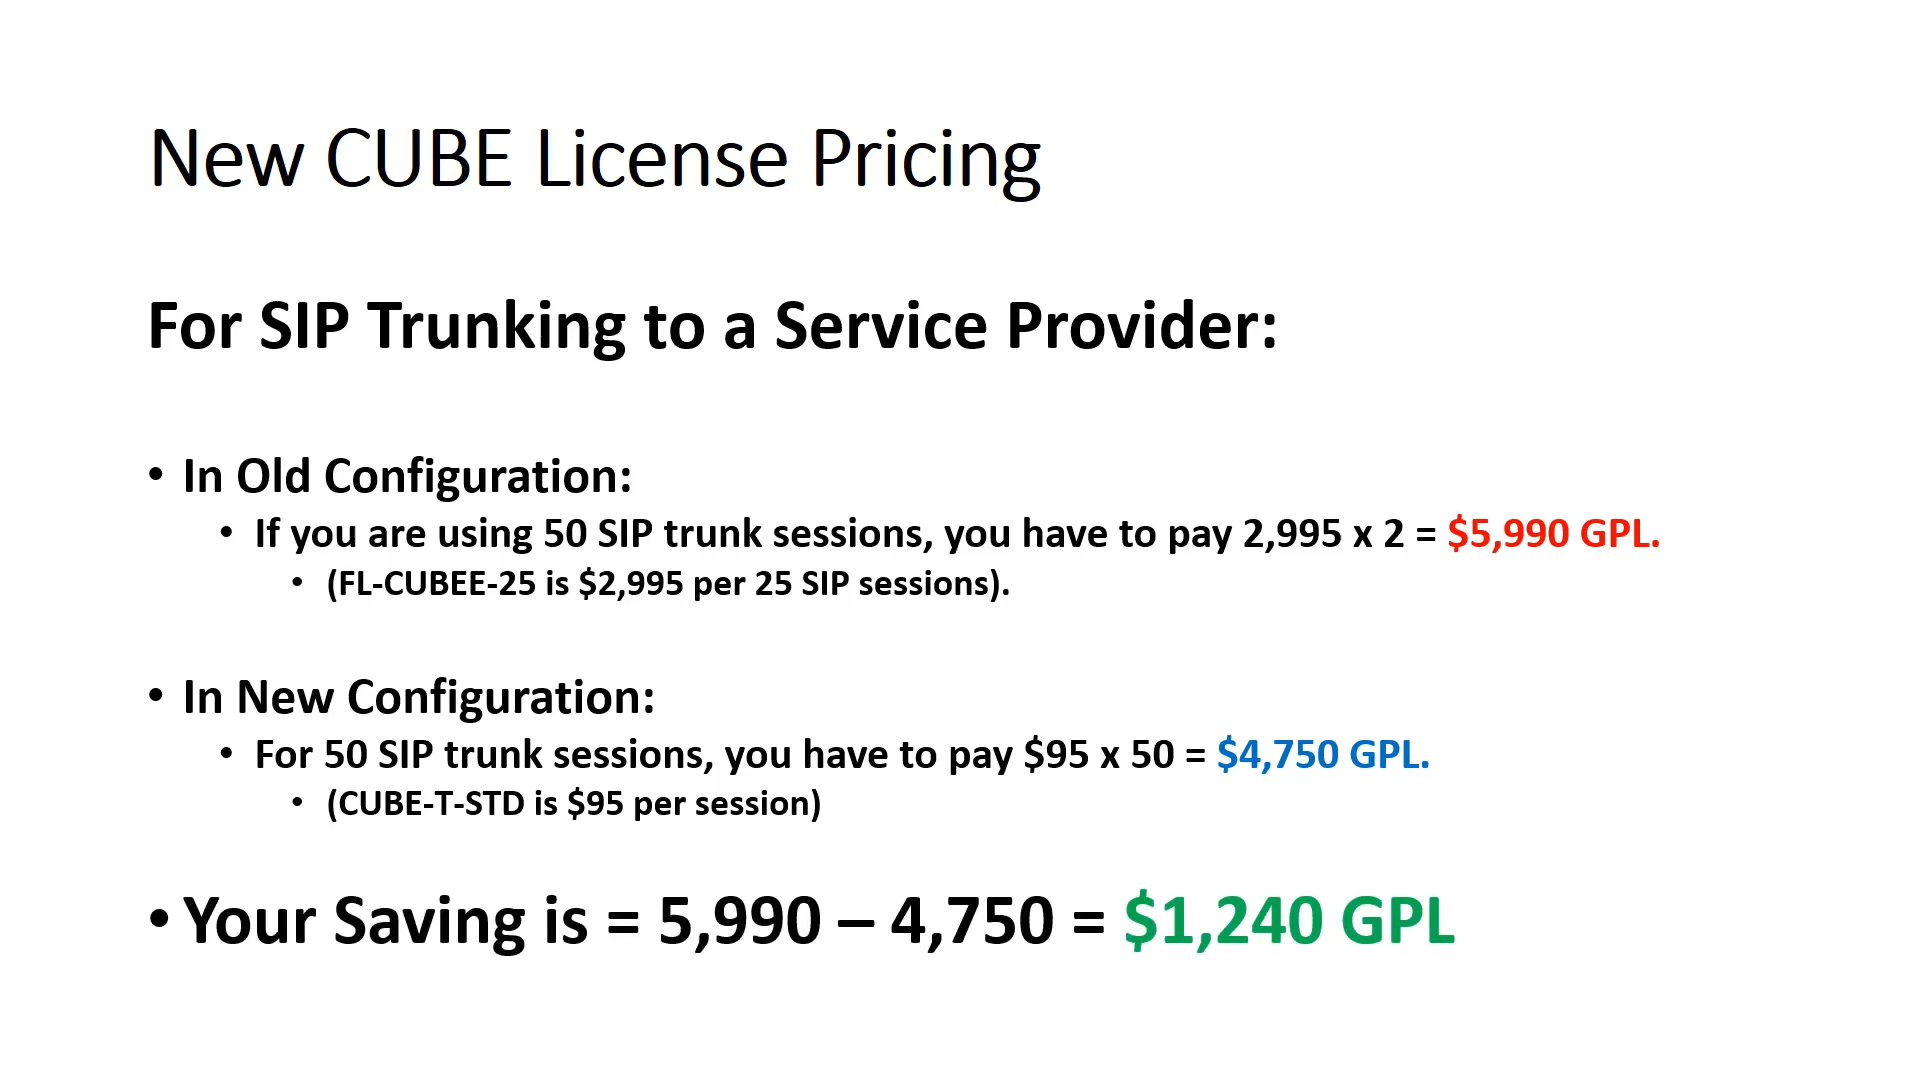 New CUBE License Pricing
For SIP Trunking to a Service Provider:
• In Old Configuration:
• If you are using 50 SIP trunk sessions, you have to pay 2,995 x 2 = $5,990 GPL.
• (FL-CUBEE-25 is $2,995 per 25 SIP sessions).
• In New Configuration:
• For 50 SIP trunk sessions, you have to pay $95 x 50 = $4,750 GPL.
• (CUBE-T-STD is $95 per session)
• Your Saving is = 5,990 – 4,750 = $1,240 GPL